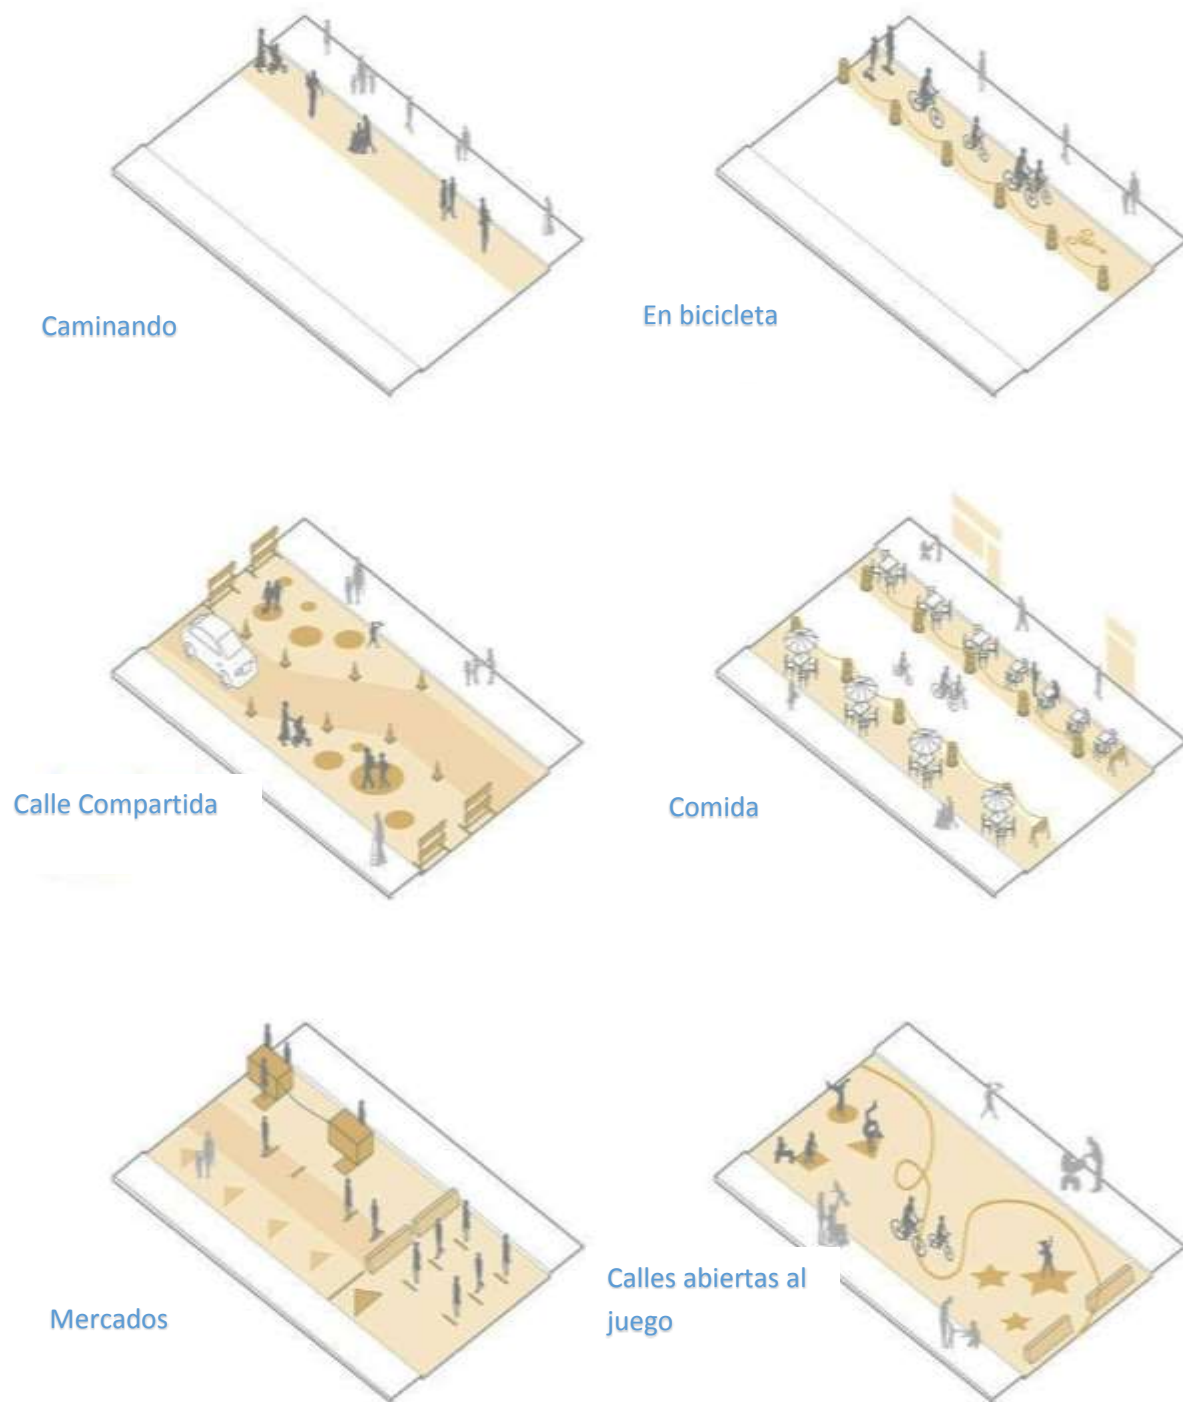 Caminando
En bicicleta
Calle Compartida
Comida
Mercados
Calles abiertas al
juego